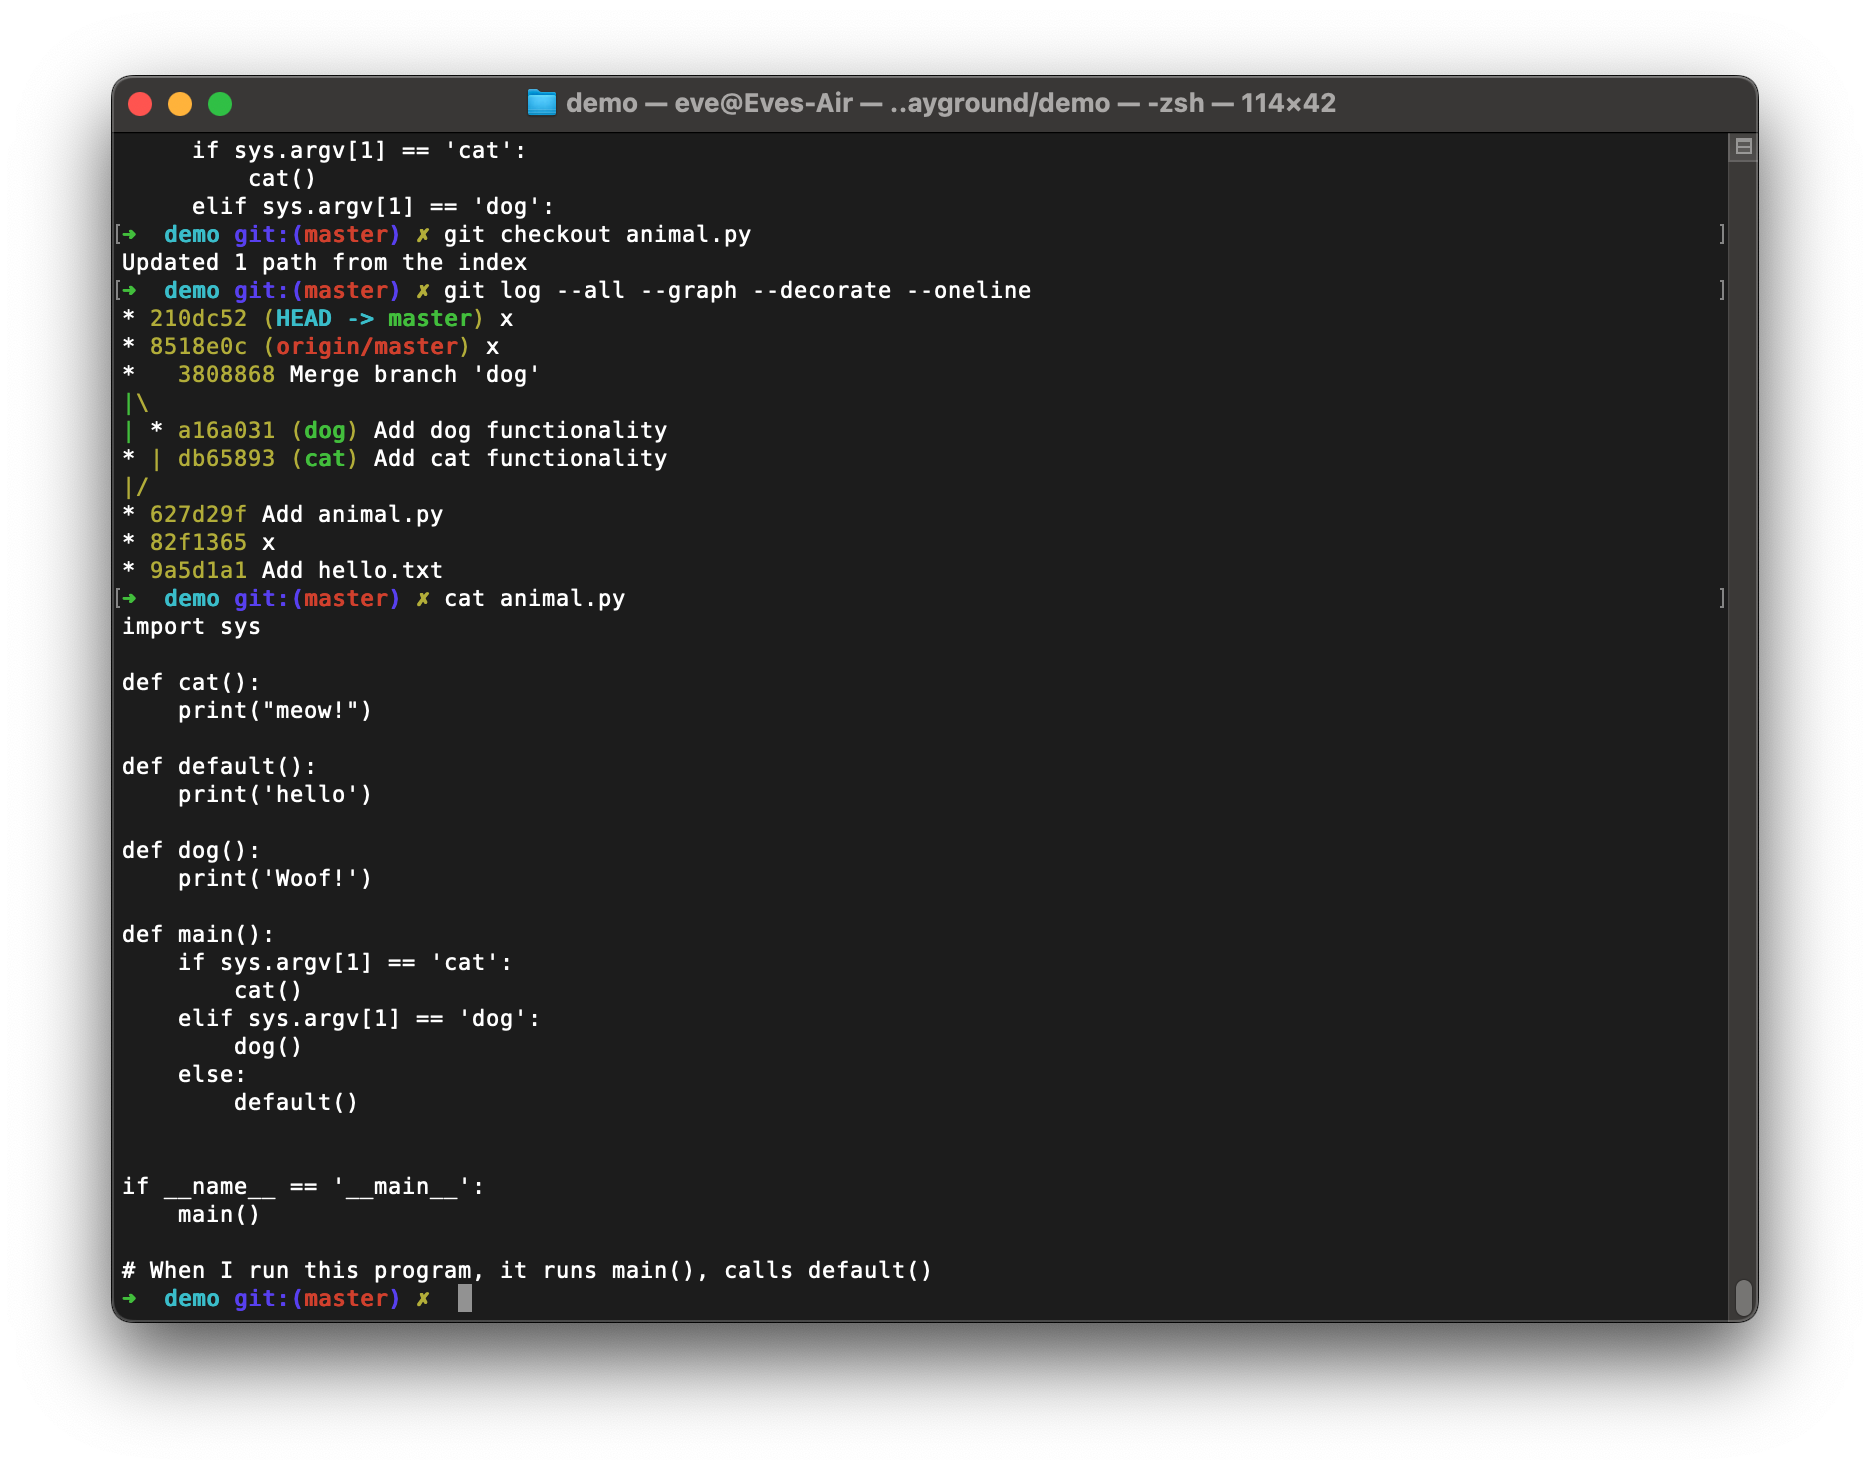 demo — eve@Eves-Air — ..ayground/demo — -zsh — 114×42
     if sys.argv[1] == 'cat':
         cat()
     elif sys.argv[1] == 'dog':
[➜  demo git:(master) ✗ git checkout animal.py ]
Updated 1 path from the index
[➜  demo git:(master) ✗ git log --all --graph --decorate --oneline ]
* 210dc52 (HEAD -> master) x
* 8518e0c (origin/master) x
*   3808868 Merge branch 'dog'
|\
| * a16a031 (dog) Add dog functionality
* | db65893 (cat) Add cat functionality
|/
* 627d29f Add animal.py
* 82f1365 x
* 9a5d1a1 Add hello.txt
[➜  demo git:(master) ✗ cat animal.py ]
import sys

def cat():
    print("meow!")

def default():
    print('hello')

def dog():
    print('Woof!')

def main():
    if sys.argv[1] == 'cat':
        cat()
    elif sys.argv[1] == 'dog':
        dog()
    else:
        default()


if __name__ == '__main__':
    main()

# When I run this program, it runs main(), calls default()
➜  demo git:(master) ✗